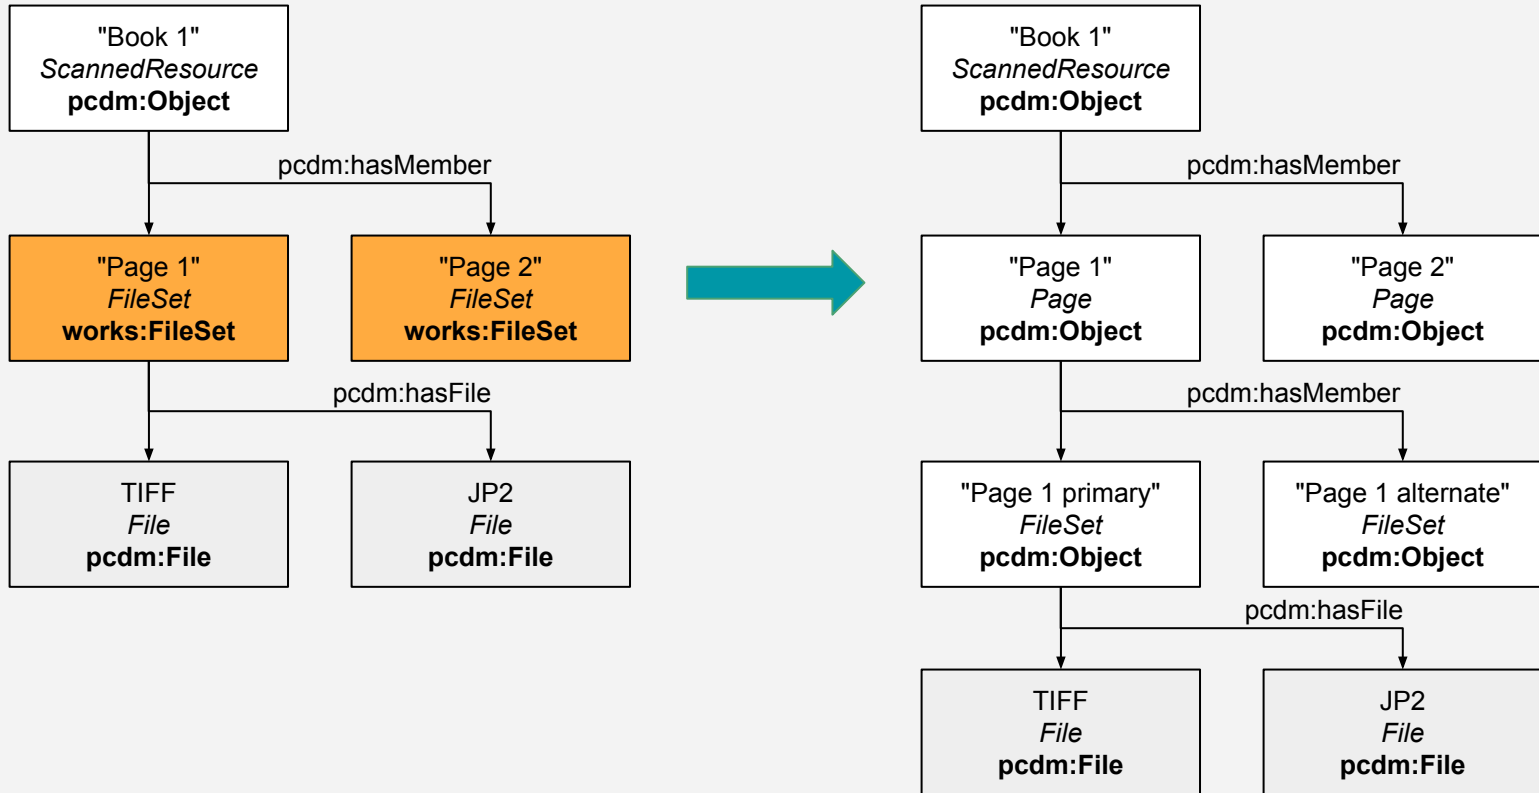 "Book 1"
ScannedResource
pcdm:Object
pcdm:hasMember
"Page 1"
FileSet
works:FileSet
"Page 2"
FileSet
works:FileSet
pcdm:hasFile
TIFF
File
pcdm:File
JP2
File
pcdm:File
"Book 1"
ScannedResource
pcdm:Object
pcdm:hasMember
"Page 1"
Page
pcdm:Object
"Page 2"
Page
pcdm:Object
pcdm:hasMember
"Page 1 primary"
FileSet
pcdm:Object
"Page 1 alternate"
FileSet
pcdm:Object
pcdm:hasFile
TIFF
File
pcdm:File
JP2
File
pcdm:File